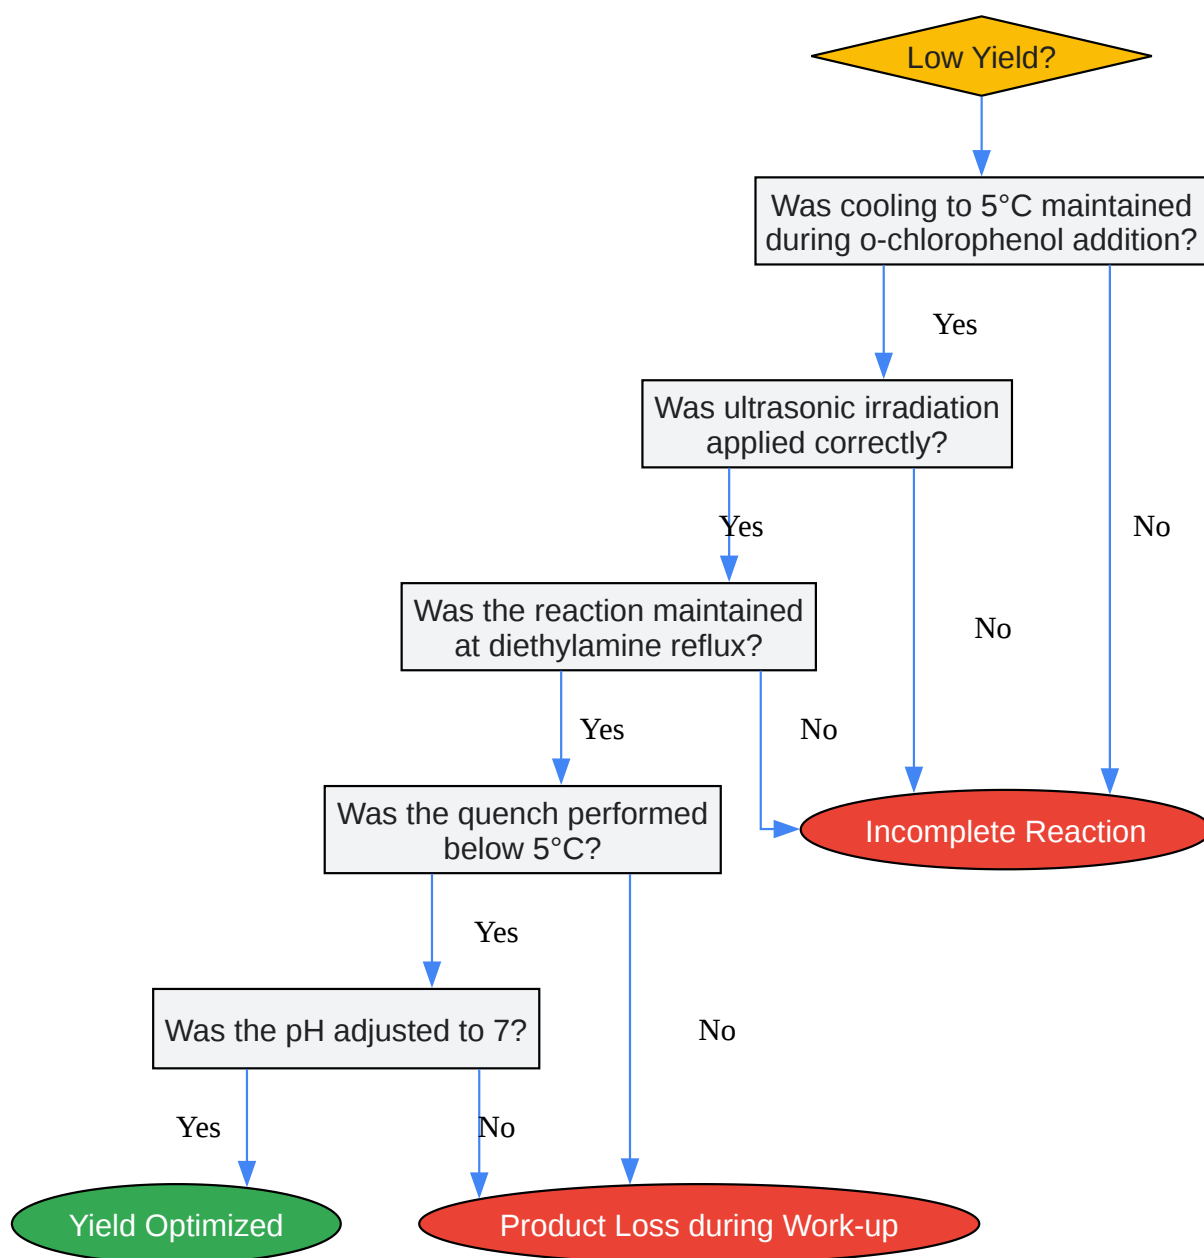 Low Yield?
Was cooling to 5°C maintained
during o-chlorophenol addition?
Yes
Was ultrasonic irradiation
applied correctly?
Yes
No
Was the reaction maintained
at diethylamine reflux?
No
Yes
No
Was the quench performed
below 5°C?
Incomplete Reaction
Yes
Was the pH adjusted to 7?
No
Yes
No
Yield Optimized
Product Loss during Work-up